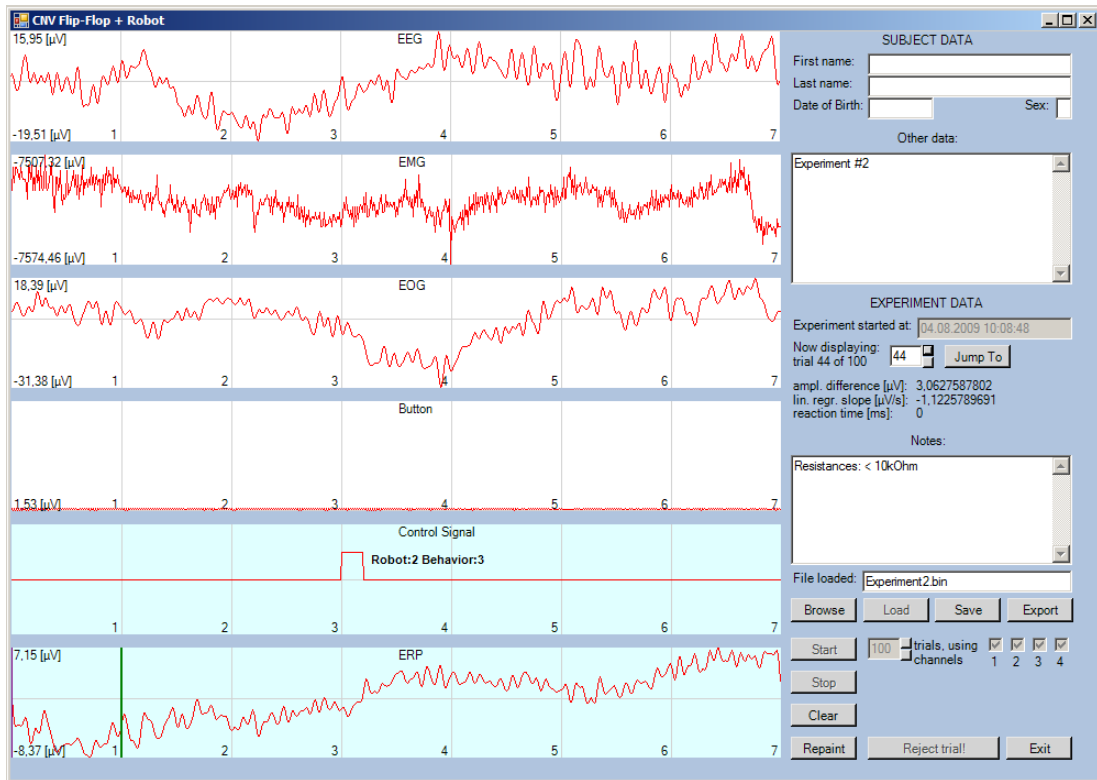 CNV Flip-Flop + Robot
15,95 [µV]
EEG
-19,51 [µV] 1 2 3 4 5 6 7
-7507,32 [µV]
EMG
-7574,46 [µV] 1 2 3 4 5 6 7
18,39 [µV]
EOG
-31,38 [µV] 1 2 3 4 5 6 7
Button
1,53 [µV] 1 2 3 4 5 6 7
Control Signal
Robot:2 Behavior:3
1 2 3 4 5 6 7
7,15 [µV]
ERP
-8,37 [µV] 1 2 3 4 5 6 7
SUBJECT DATA
First name:
Last name:
Date of Birth: Sex:
Other data:
Experiment #2
EXPERIMENT DATA
Experiment started at: 04.08.2009 10:08:48
Now displaying:
trial 44 of 100 44 Jump To
ampl. difference [µV]: 3,0627587802
lin. regr. slope [µV/s]: -1,1225789691
reaction time [ms]: 0
Notes:
Resistances: < 10kOhm
File loaded: Experiment2.bin
Browse Load Save Export
Start 100 trials, using
channels 1 2 3 4
Stop
Clear
Repaint Reject trial! Exit